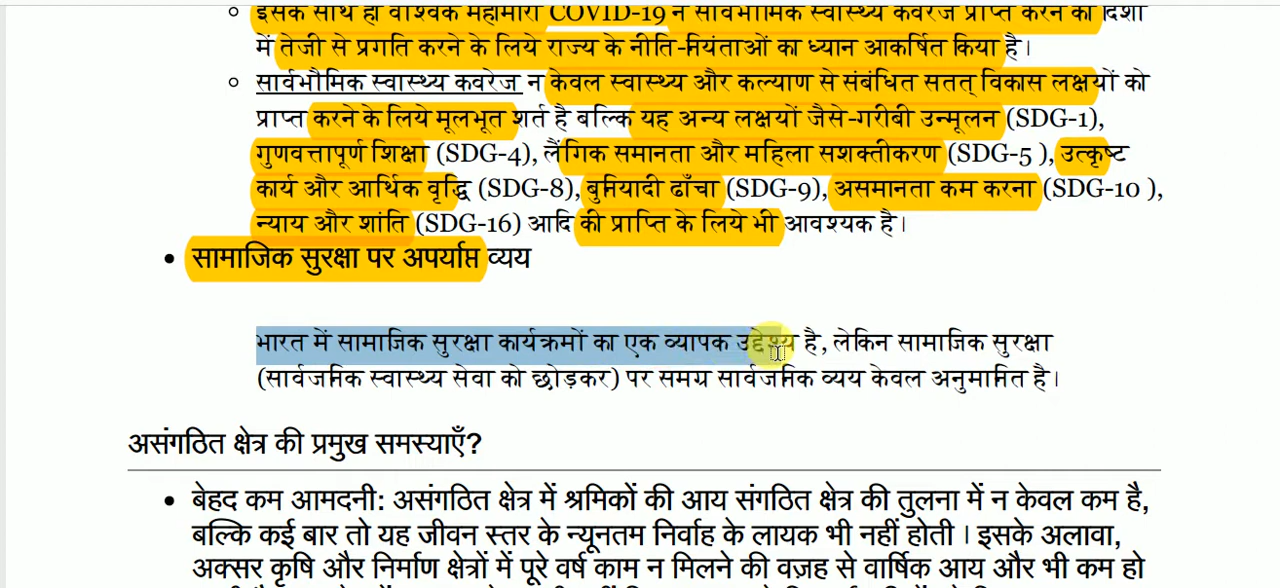 इसके साथ ही वैश्विक महामारी COVID-19 ने सार्वभौमिक स्वास्थ्य कवरेज प्राप्त करने की दिशा
में तेजी से प्रगति करने के लिये राज्य के नीति-नियंताओं का ध्यान आकर्षित किया है।
सार्वभौमिक स्वास्थ्य कवरेज न केवल स्वास्थ्य और कल्याण से संबंधित सतत् विकास लक्ष्यों को
प्राप्त करने के लिये मूलभूत शर्त है बल्कि यह अन्य लक्ष्यों जैसे-गरीबी उन्मूलन (SDG-1),
गुणवत्तापूर्ण शिक्षा (SDG-4), लैंगिक समानता और महिला सशक्तीकरण (SDG-5 ), उत्कृष्ट
कार्य और आर्थिक वृद्धि (SDG-8), बुनियादी ढाँचा (SDG-9), असमानता कम करना (SDG-10 ),
न्याय और शांति (SDG-16) आदि की प्राप्ति के लिये भी आवश्यक है।
सामाजिक सुरक्षा पर अपर्याप्त व्यय
भारत में सामाजिक सुरक्षा कार्यक्रमों का एक व्यापक उद्देश्य है, लेकिन सामाजिक सुरक्षा
(सार्वजनिक स्वास्थ्य सेवा को छोड़कर) पर समग्र सार्वजनिक व्यय केवल अनुमानित है।
असंगठित क्षेत्र की प्रमुख समस्याएँ?
बेहद कम आमदनी: असंगठित क्षेत्र में श्रमिकों की आय संगठित क्षेत्र की तुलना में न केवल कम है,
बल्कि कई बार तो यह जीवन स्तर के न्यूनतम निर्वाह के लायक भी नहीं होती। इसके अलावा,
अक्सर कृषि और निर्माण क्षेत्रों में पूरे वर्ष काम न मिलने की वज़ह से वार्षिक आय और भी कम हो